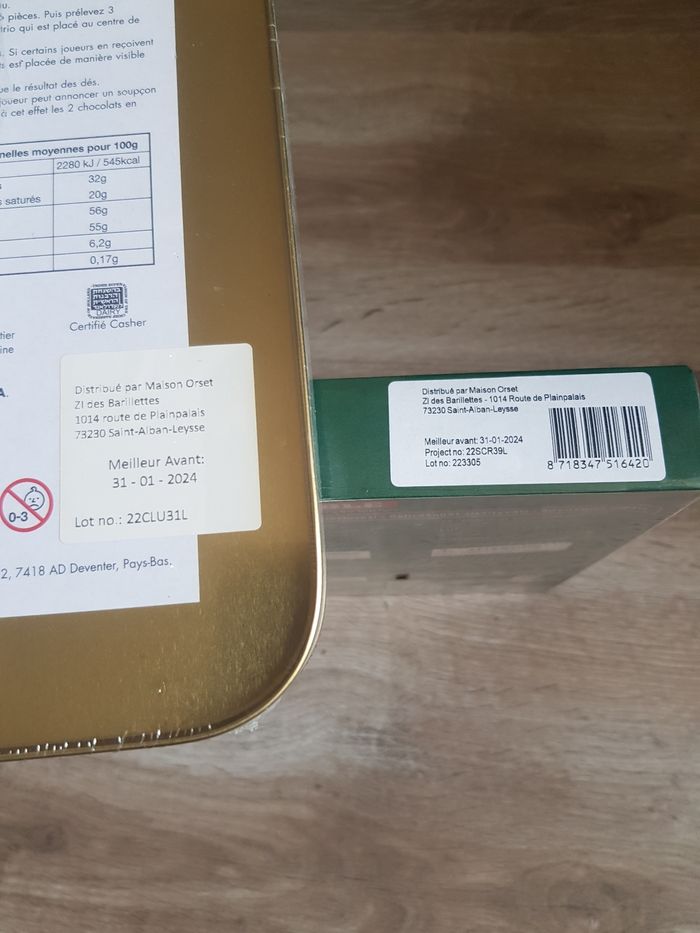 pièces. Puis prélevez 3
qui est placé au centre de
Si certains joueurs en reçoivent
est placée de manière visible
le résultat des dés.
joueur peut annoncer un soupçon
à cet effet les 2 chocolats en
nelles moyennes pour 100g
2280 kJ / 545kcal
32g
saturés 20g
56g
55g
6,2g
0,17g
DAIRY
Certifié Casher
tier
ine
A.
Distribué par Maison Orset
ZI des Barillettes
1014 route de Plainpalais
73230 Saint-Alban-Leysse
Meilleur Avant:
31 - 01 - 2024
Lot no.: 22CLU31L
0-3
2, 7418 AD Deventer, Pays-Bas.
Distribué par Maison Orset
ZI des Barillettes - 1014 Route de Plainpalais
73230 Saint-Alban-Leysse
Meilleur avant: 31-01-2024
Project no: 22SCR39L
Lot no: 223305
8 718347 516420